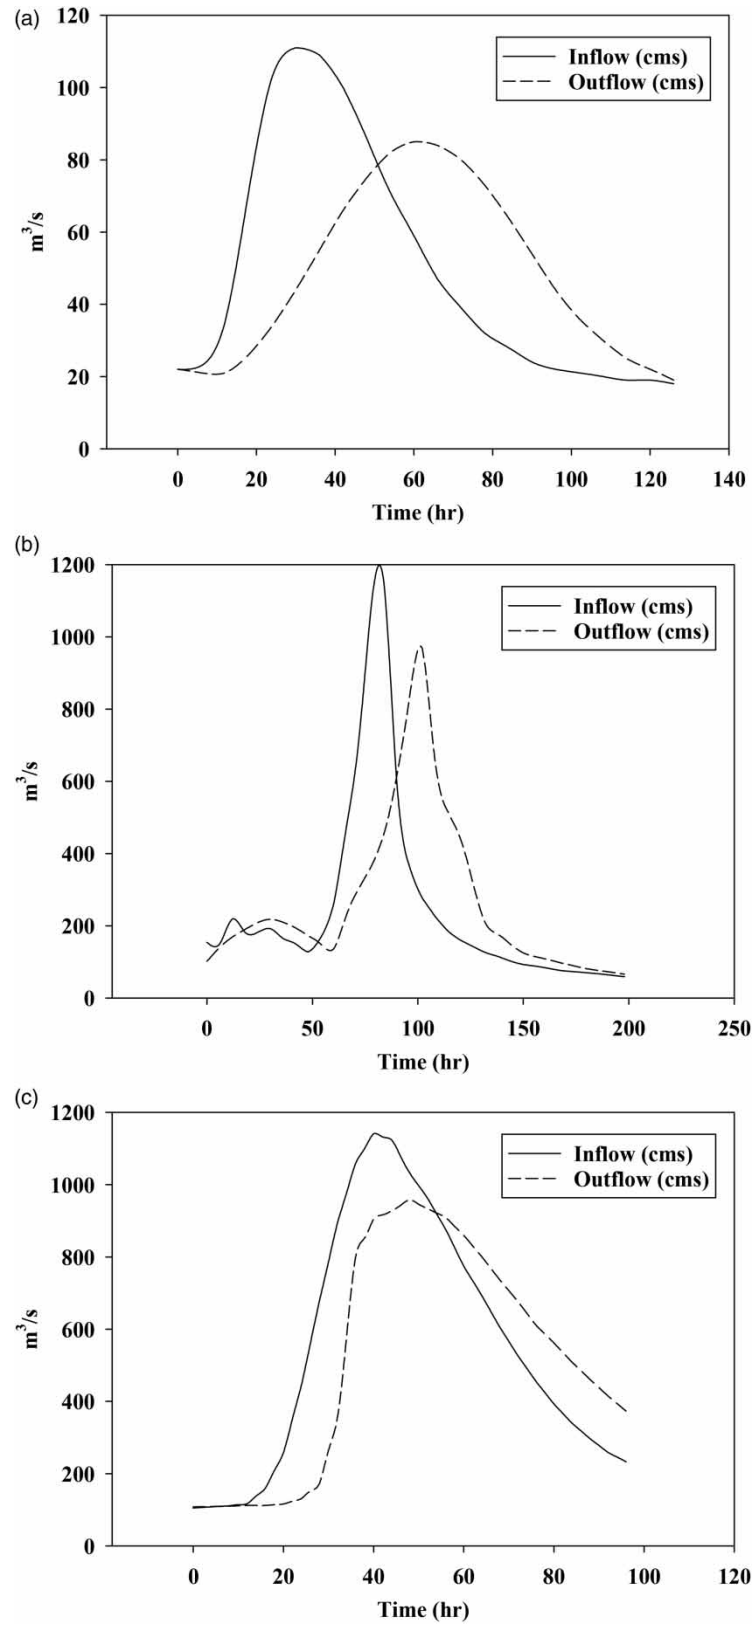 (a)
120
100
80
60
40
20
0
m³/s
Inflow (cms)
Outflow (cms)
0 20 40 60 80 100 120 140
Time (hr)
(b)
1200
1000
800
600
400
200
0
m³/s
Inflow (cms)
Outflow (cms)
0 50 100 150 200 250
Time (hr)
(c)
1200
1000
800
600
400
200
0
m³/s
Inflow (cms)
Outflow (cms)
0 20 40 60 80 100 120
Time (hr)